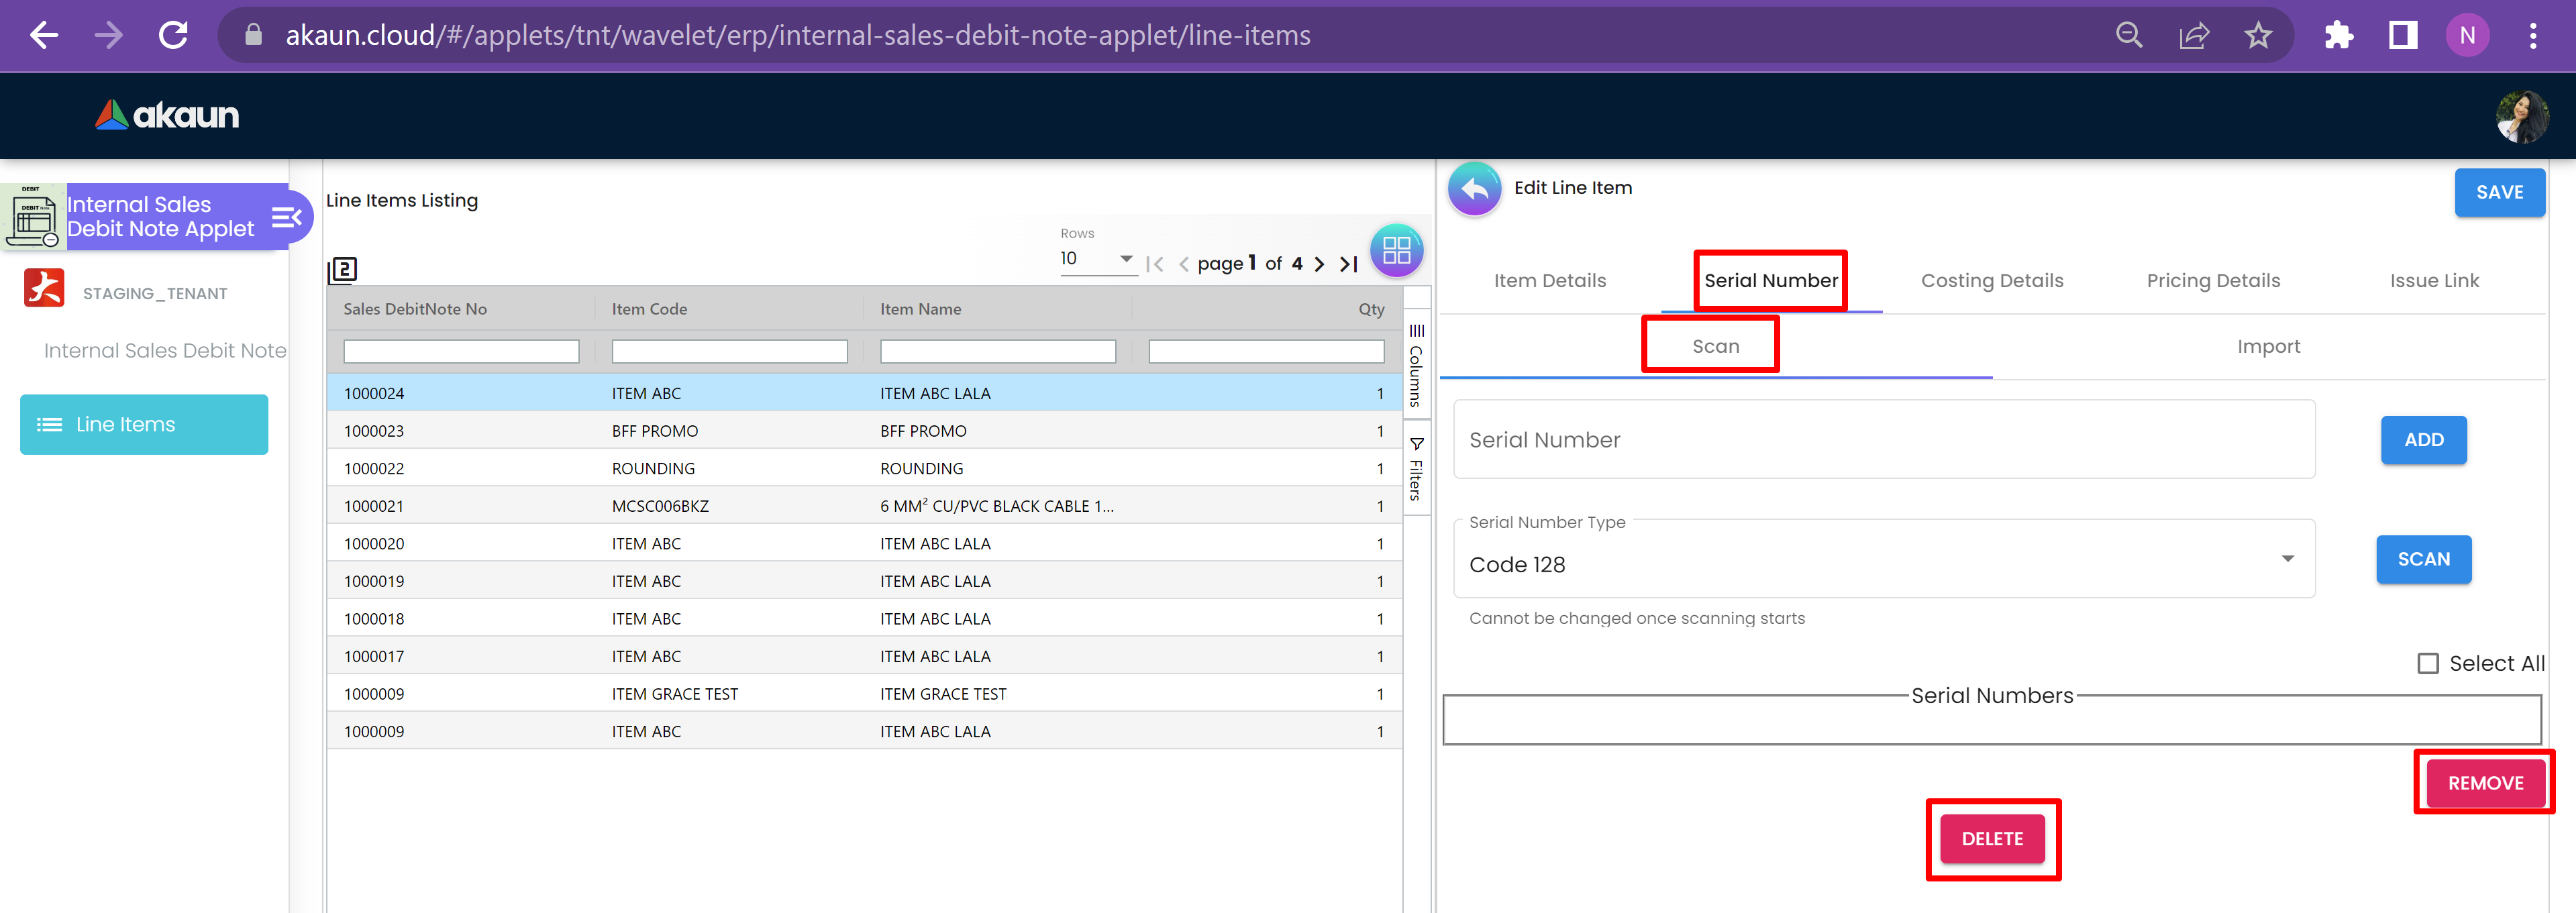 akaun.cloud/#/applets/tnt/wavelet/erp/internal-sales-debit-note-applet/line-items
N
akaun
DEBIT
DEBIT
Internal Sales
Debit Note Applet
STAGING_TENANT
Internal Sales Debit Note
Line Items
Line Items Listing
Rows
10
page 1 of 4
2
Sales DebitNote No Item Code Item Name Qty
1000024 ITEM ABC ITEM ABC LALA 1
1000023 BFF PROMO BFF PROMO 1
1000022 ROUNDING ROUNDING 1
1000021 MCSC006BKZ 6 MM² CU/PVC BLACK CABLE 1... 1
1000020 ITEM ABC ITEM ABC LALA 1
1000019 ITEM ABC ITEM ABC LALA 1
1000018 ITEM ABC ITEM ABC LALA 1
1000017 ITEM ABC ITEM ABC LALA 1
1000009 ITEM GRACE TEST ITEM GRACE TEST 1
1000009 ITEM ABC ITEM ABC LALA 1
Columns
Filters
Edit Line Item
SAVE
Item Details Serial Number Costing Details Pricing Details Issue Link
Scan Import
Serial Number
ADD
Serial Number Type
Code 128
SCAN
Cannot be changed once scanning starts
Select All
Serial Numbers
REMOVE
DELETE